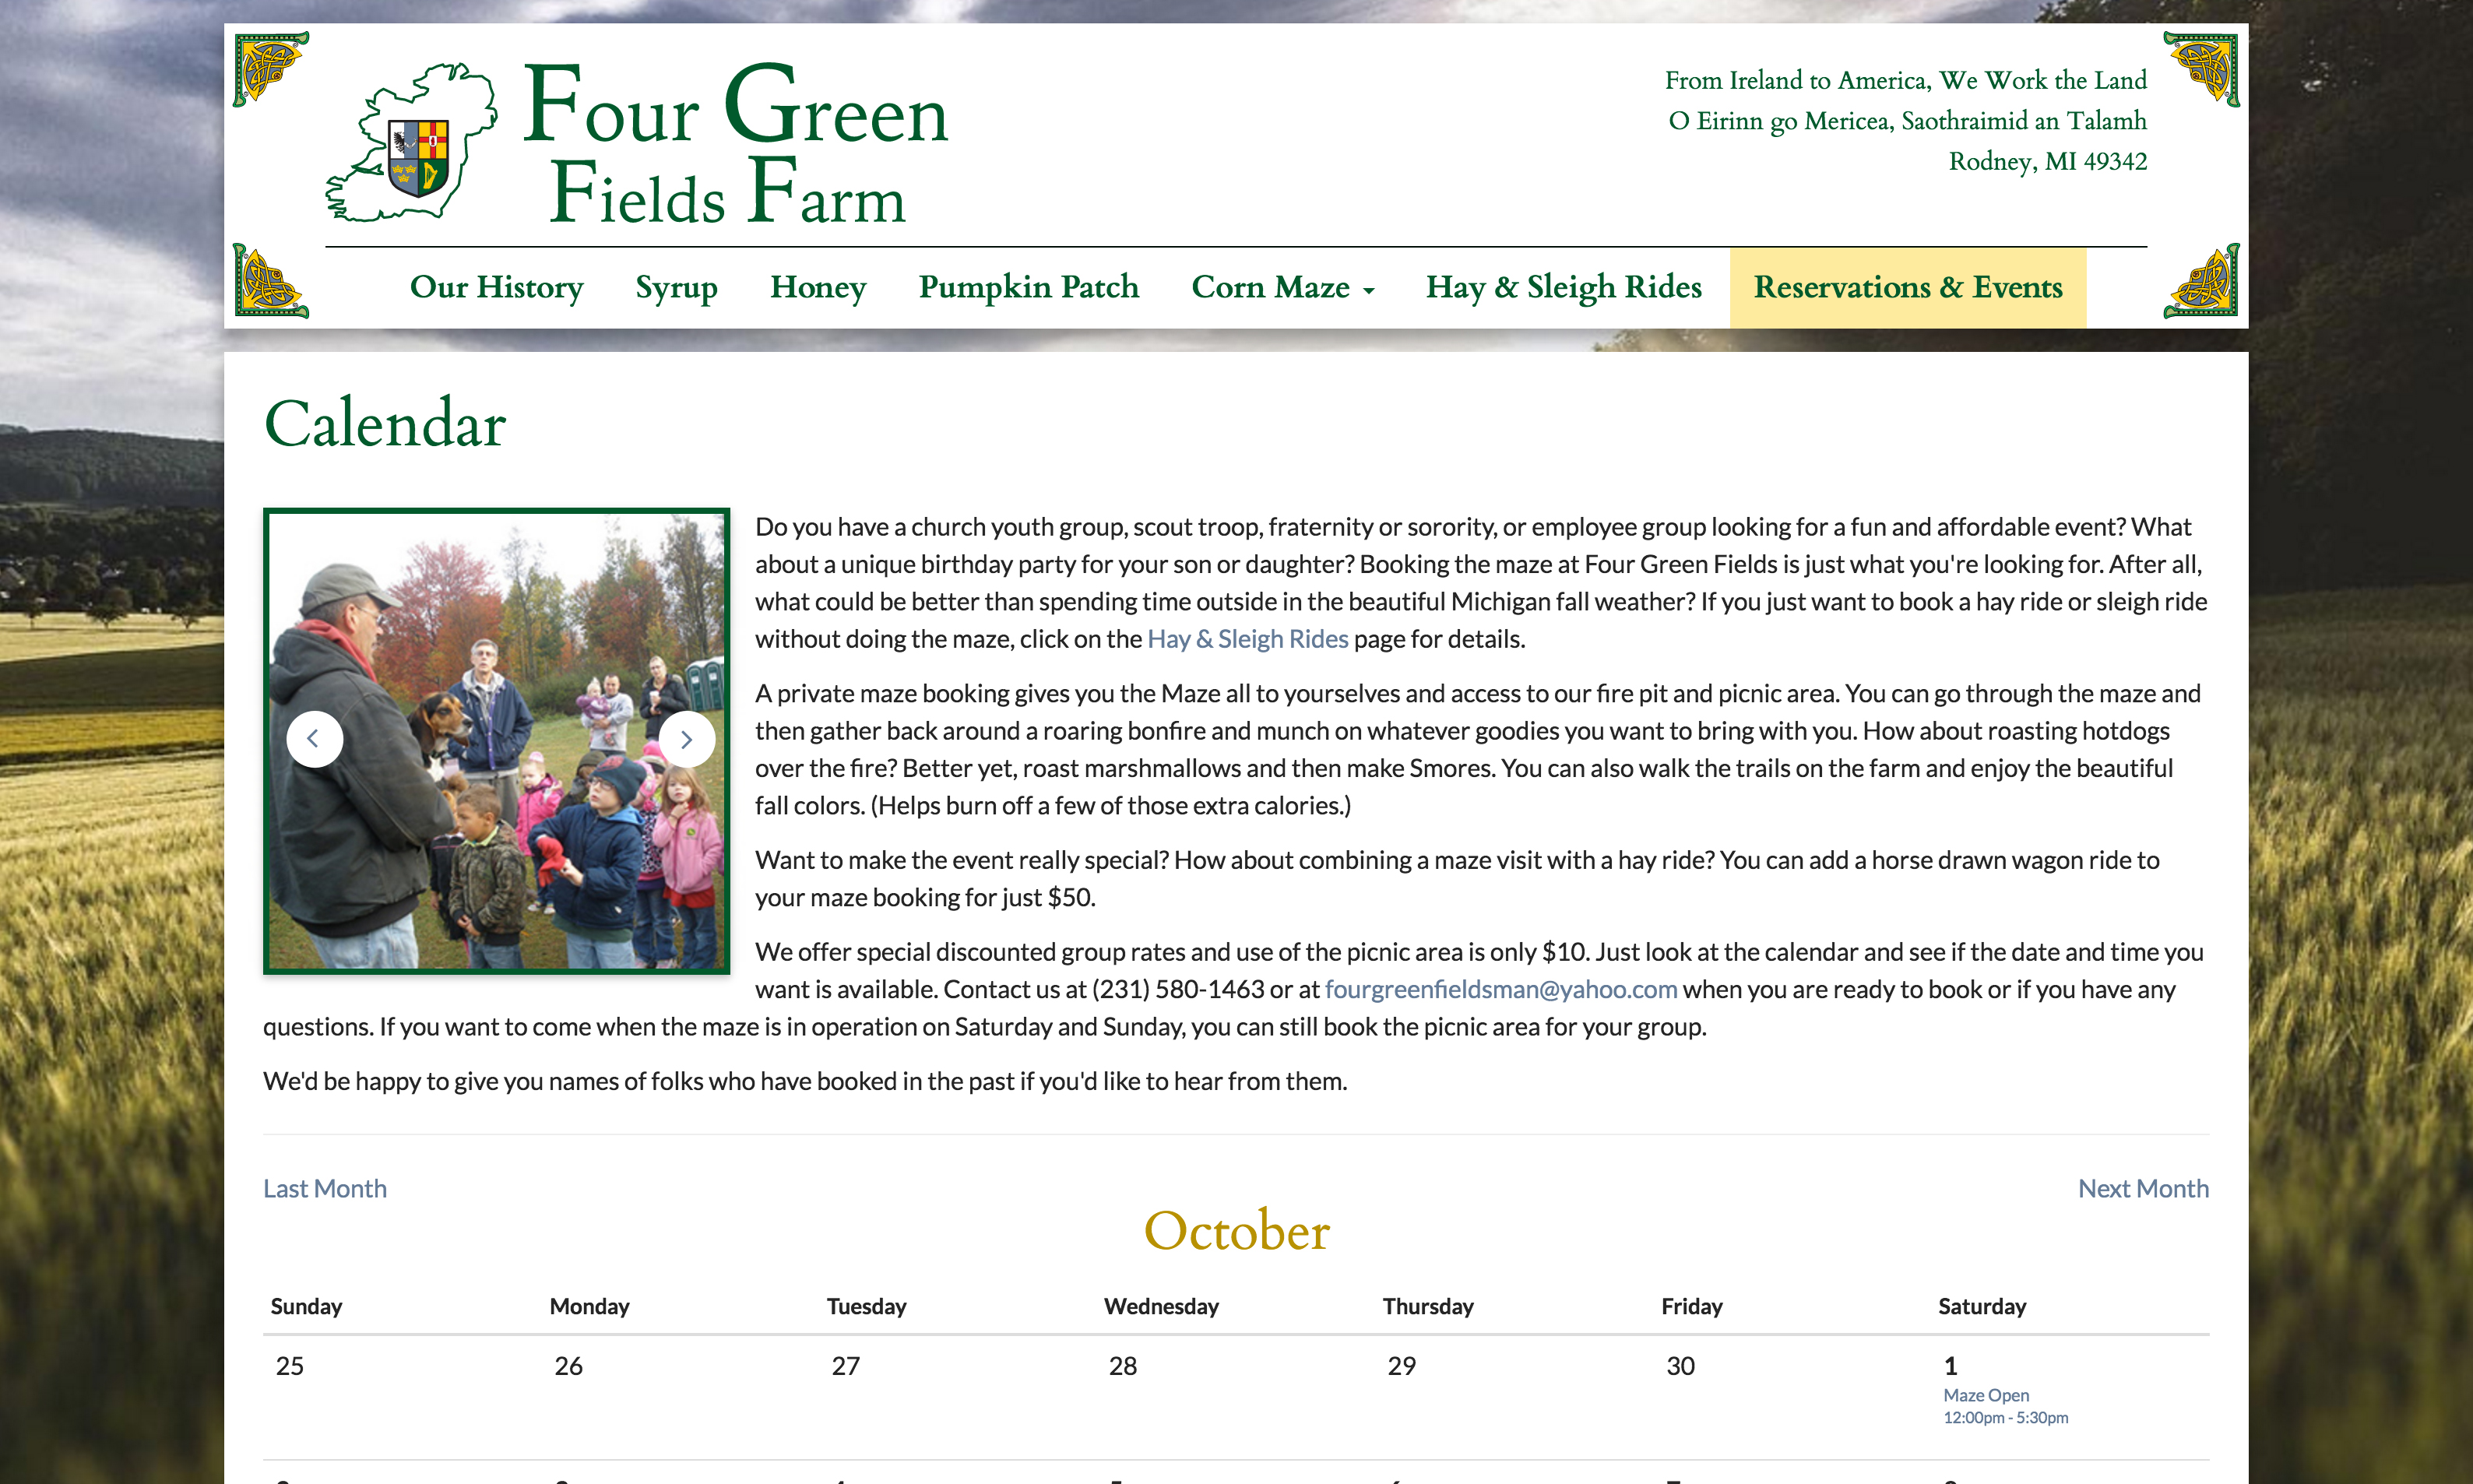 Four Green
Fields Farm
From Ireland to America, We Work the Land
O Eirinn go Mericea, Saothraimid an Talamh
Rodney, MI 49342
Our History Syrup Honey Pumpkin Patch Corn Maze Hay & Sleigh Rides Reservations & Events
Calendar
Do you have a church youth group, scout troop, fraternity or sorority, or employee group looking for a fun and affordable event? What
about a unique birthday party for your son or daughter? Booking the maze at Four Green Fields is just what you're looking for. After all,
what could be better than spending time outside in the beautiful Michigan fall weather? If you just want to book a hay ride or sleigh ride
without doing the maze, click on the Hay & Sleigh Rides page for details.
A private maze booking gives you the Maze all to yourselves and access to our fire pit and picnic area. You can go through the maze and
then gather back around a roaring bonfire and munch on whatever goodies you want to bring with you. How about roasting hotdogs
over the fire? Better yet, roast marshmallows and then make Smores. You can also walk the trails on the farm and enjoy the beautiful
fall colors. (Helps burn off a few of those extra calories.)
Want to make the event really special? How about combining a maze visit with a hay ride? You can add a horse drawn wagon ride to
your maze booking for just $50.
We offer special discounted group rates and use of the picnic area is only $10. Just look at the calendar and see if the date and time you
want is available. Contact us at (231) 580-1463 or at fourgreenfieldsman@yahoo.com when you are ready to book or if you have any
questions. If you want to come when the maze is in operation on Saturday and Sunday, you can still book the picnic area for your group.
We'd be happy to give you names of folks who have booked in the past if you'd like to hear from them.
Last Month Next Month
October
Sunday Monday Tuesday Wednesday Thursday Friday Saturday
25 26 27 28 29 30 1
Maze Open
12:00pm - 5:30pm